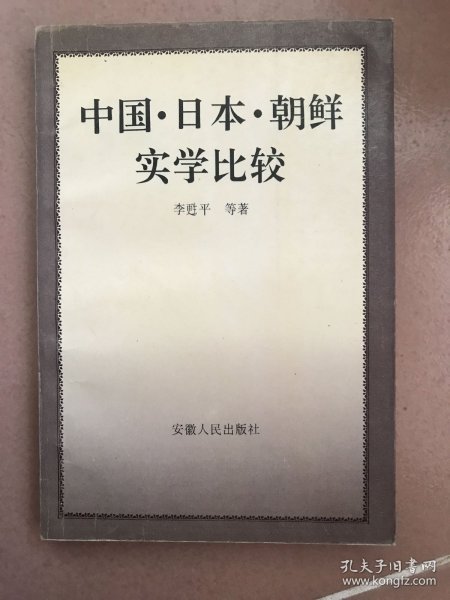 中国·日本·朝鲜
实学比较
李甦平 等著
安徽人民出版社
孔夫子旧书网
www.kongfz.com